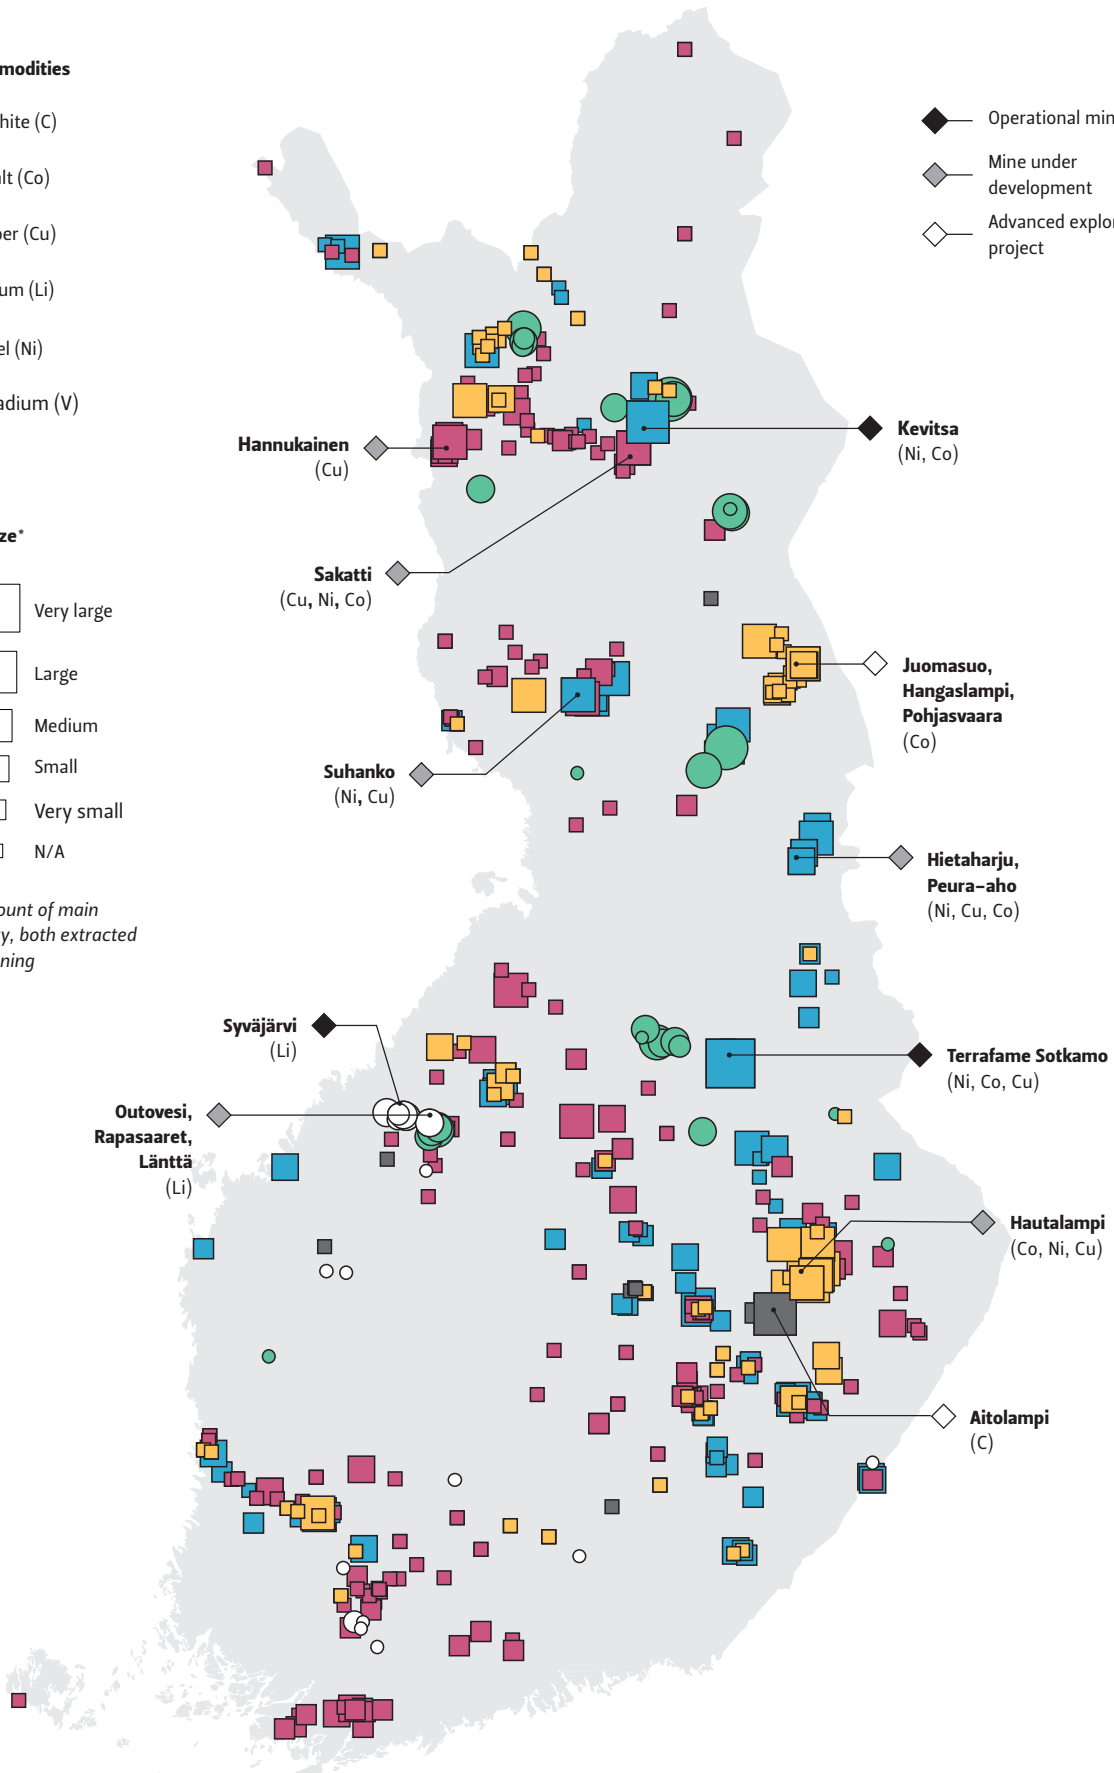 modities
hite (C)
lt (Co)
er (Cu)
um (Li)
el (Ni)
adium (V)
Operational min
Mine under
development
Advanced explor
project
Hannukainen
(Cu)
Kevitsa
(Ni, Co)
ze*
Very large
Large
Medium
Small
Very small
N/A
ount of main
y, both extracted
ning
Sakatti
(Cu, Ni, Co)
Juomasuo,
Hangaslampi,
Pohjasvaara
(Co)
Suhanko
(Ni, Cu)
Hietaharju,
Peura-aho
(Ni, Cu, Co)
Syväjärvi
(Li)
Terrafame Sotkamo
(Ni, Co, Cu)
Outovesi,
Rapasaaret,
Länttä
(Li)
Hautalampi
(Co, Ni, Cu)
Aitolampi
(C)